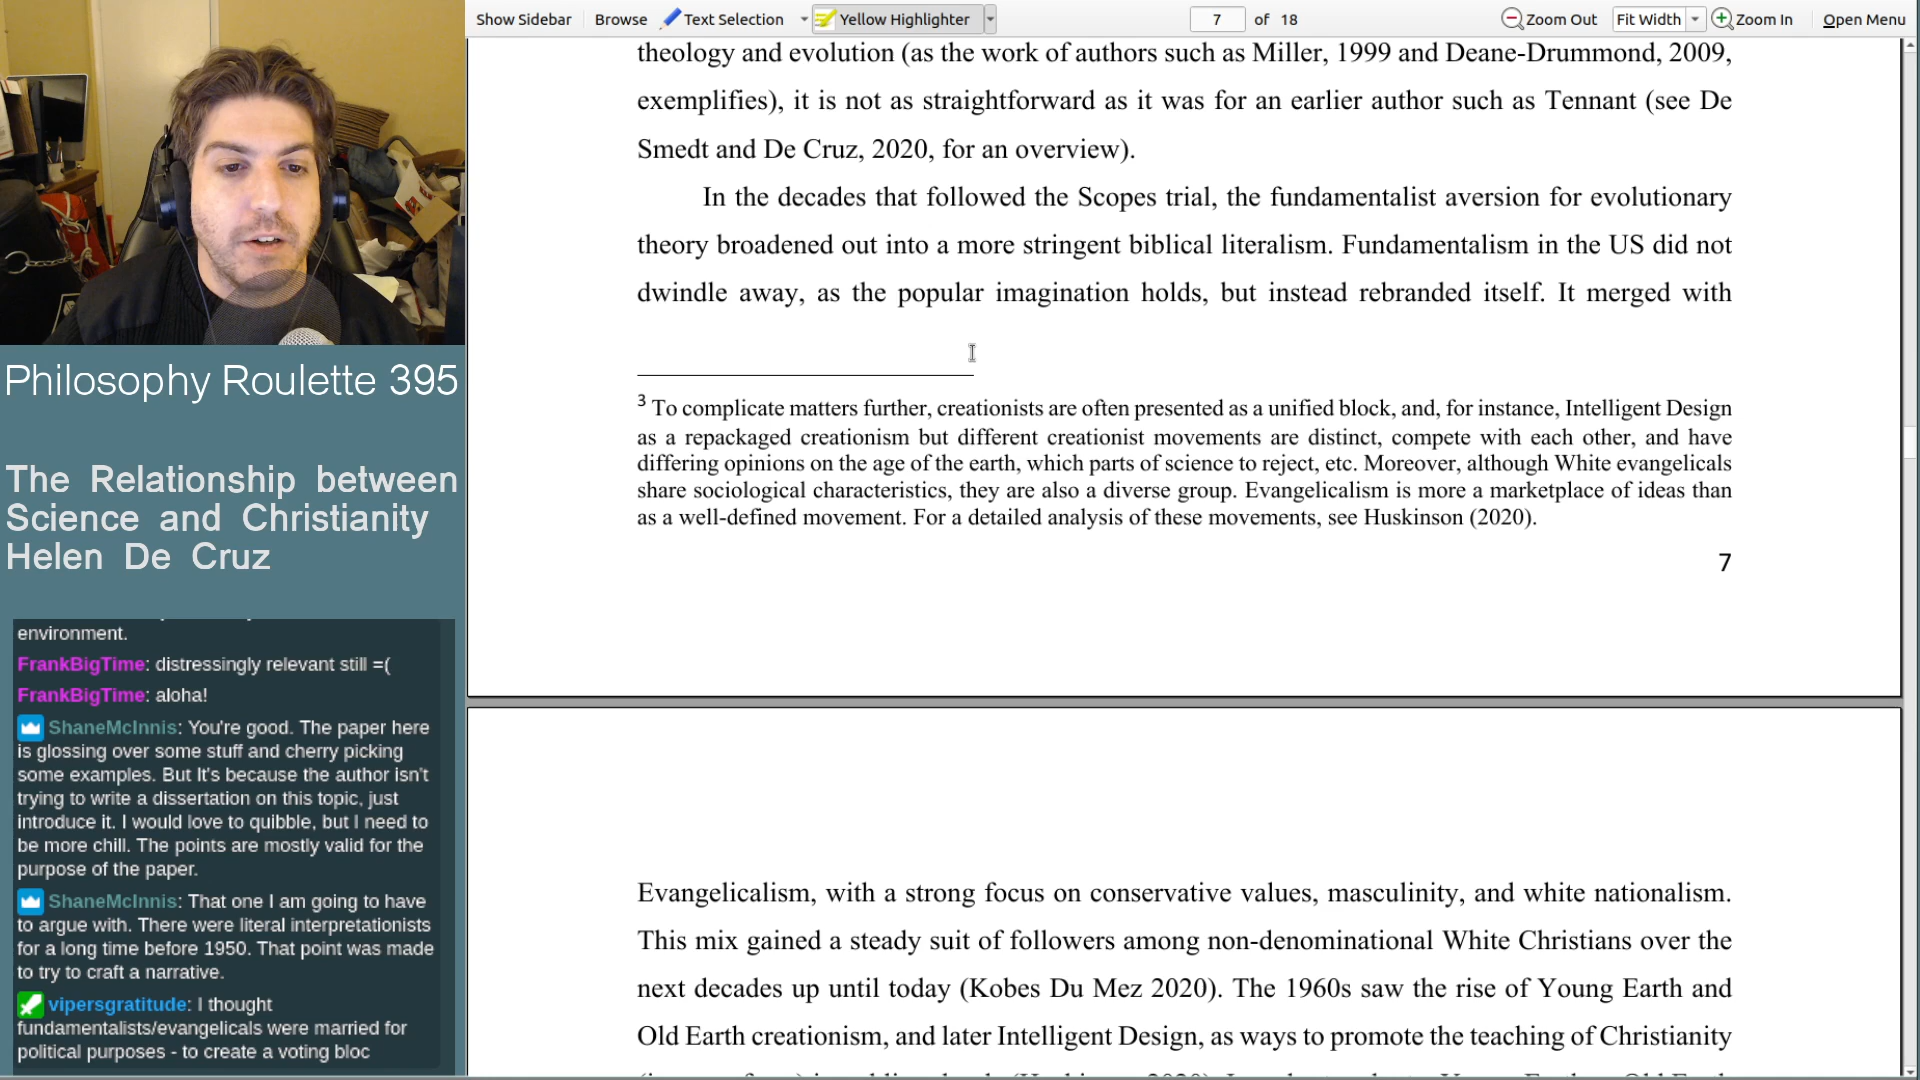 Show Sidebar Browse Text Selection Yellow Highlighter 7 of 18 Zoom Out Fit Width Zoom In Open Menu
theology and evolution (as the work of authors such as Miller, 1999 and Deane-Drummond, 2009,
exemplifies), it is not as straightforward as it was for an earlier author such as Tennant (see De
Smedt and De Cruz, 2020, for an overview).
In the decades that followed the Scopes trial, the fundamentalist aversion for evolutionary
theory broadened out into a more stringent biblical literalism. Fundamentalism in the US did not
dwindle away, as the popular imagination holds, but instead rebranded itself. It merged with
3 To complicate matters further, creationists are often presented as a unified block, and, for instance, Intelligent Design
as a repackaged creationism but different creationist movements are distinct, compete with each other, and have
differing opinions on the age of the earth, which parts of science to reject, etc. Moreover, although White evangelicals
share sociological characteristics, they are also a diverse group. Evangelicalism is more a marketplace of ideas than
as a well-defined movement. For a detailed analysis of these movements, see Huskinson (2020).
7
Evangelicalism, with a strong focus on conservative values, masculinity, and white nationalism.
This mix gained a steady suit of followers among non-denominational White Christians over the
next decades up until today (Kobes Du Mez 2020). The 1960s saw the rise of Young Earth and
Old Earth creationism, and later Intelligent Design, as ways to promote the teaching of Christianity
Philosophy Roulette 395
The Relationship between
Science and Christianity
Helen De Cruz
environment.
FrankBigTime: distressingly relevant still =(
FrankBigTime: aloha!
ShaneMcInnis: You're good. The paper here
is glossing over some stuff and cherry picking
some examples. But It's because the author isn't
trying to write a dissertation on this topic, just
introduce it. I would love to quibble, but I need to
be more chill. The points are mostly valid for the
purpose of the paper.
ShaneMcInnis: That one I am going to have
to argue with. There were literal interpretationists
for a long time before 1950. That point was made
to try to craft a narrative.
vipersgratitude: I thought
fundamentalists/evangelicals were married for
political purposes - to create a voting bloc